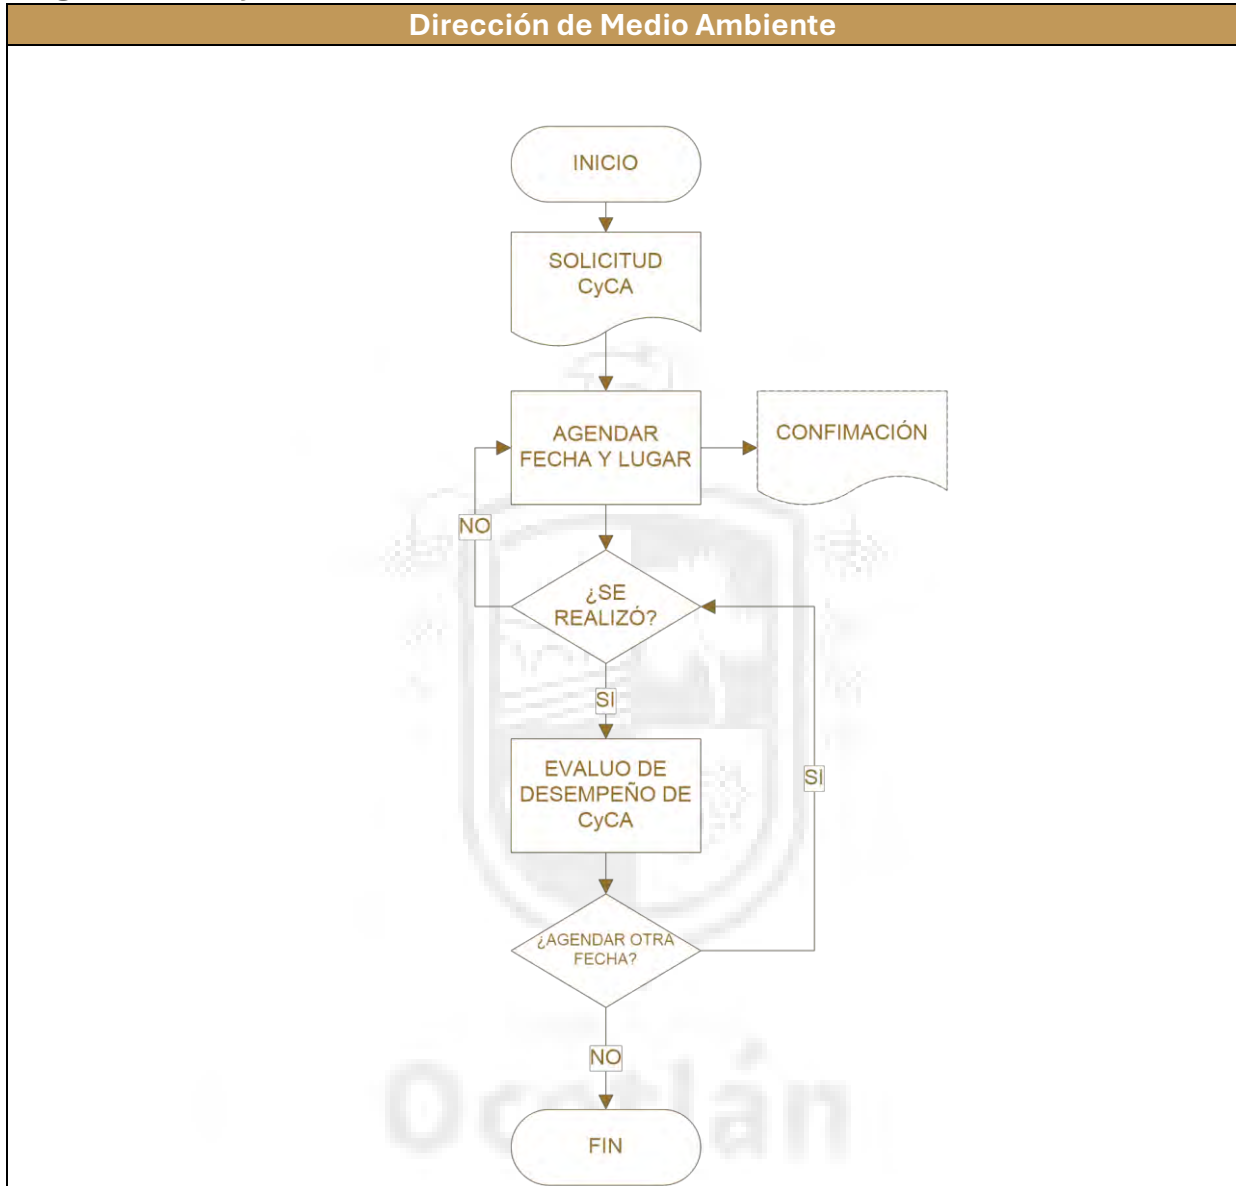 Dirección de Medio Ambiente
INICIO
SOLICITUD
CyCA
AGENDAR
FECHA Y LUGAR
CONFIMACIÓN
NO
¿SE
REALIZÓ?
SI
EVALUO DE
DESEMPEÑO DE
CyCA
SI
¿AGENDAR OTRA
FECHA?
NO
Ocotlán
FIN